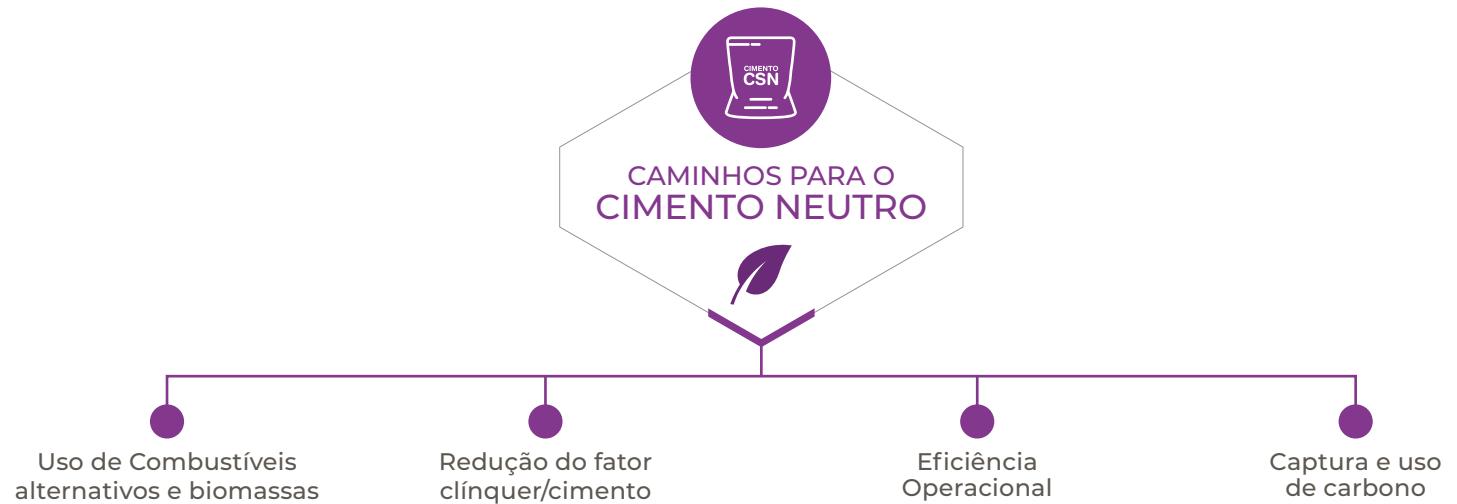 CIMENTO
CSN
CAMINHOS PARA O
CIMENTO NEUTRO
Uso de Combustíveis
alternativos e biomassas
Redução do fator
clínquer/cimento
Eficiência
Operacional
Captura e uso
de carbono